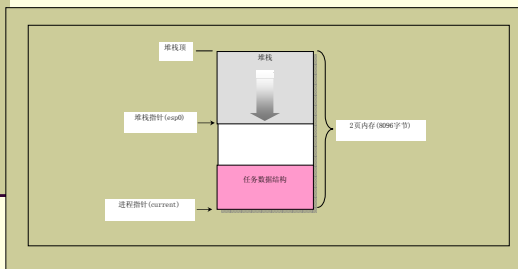 堆栈顶
堆栈
堆栈指针(esp0)
2页内存(8096字节)
任务数据结构
进程指针(current)